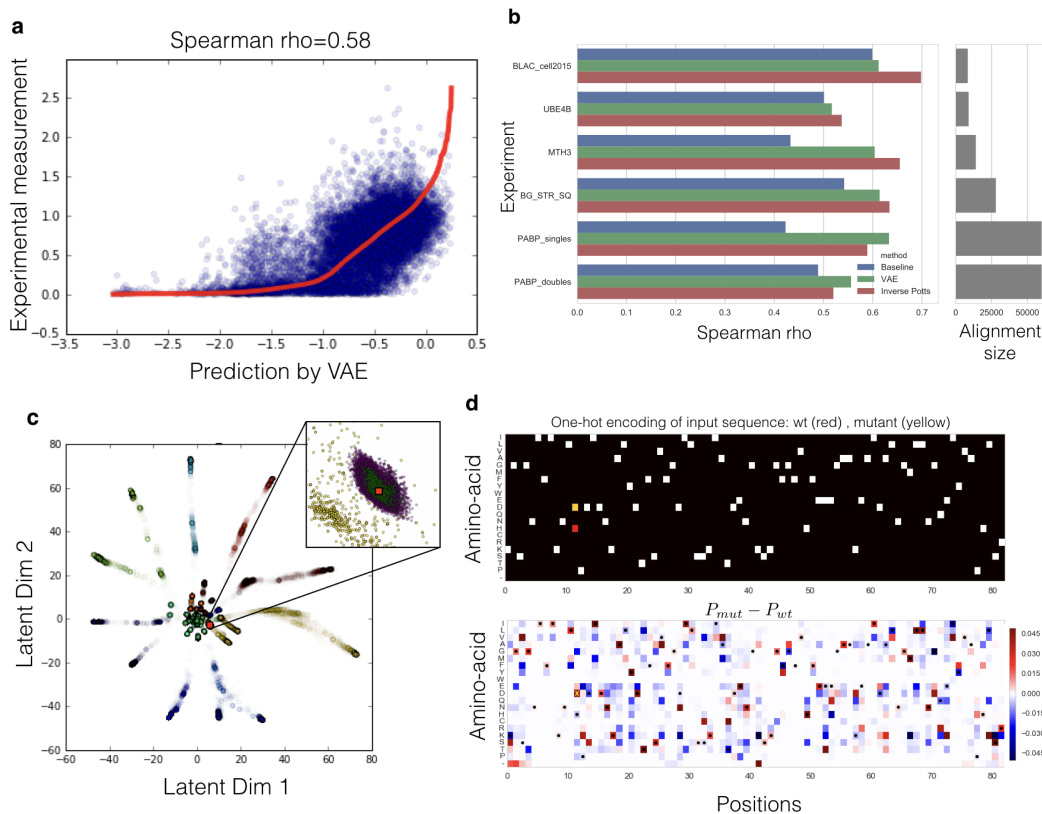 a
Spearman rho=0.58
Experimental measurement
3.0
2.5
2.0
1.5
1.0
0.5
0.0
−0.5
−3.5 −3.0 −2.5 −2.0 −1.5 −1.0 −0.5 0.0 0.5
Prediction by VAE
b
Experiment
BLAC_cell2015
UBE4B
MTH3
BG_STR_SQ
PABP_singles
PABP_doubles
method
Baseline
VAE
Inverse Potts
0.0 0.1 0.2 0.3 0.4 0.5 0.6 0.7
Spearman rho
0 25000 50000
Alignment
size
c
Latent Dim 2
80
60
40
20
0
−20
−40
−60
−60 −40 −20 0 20 40 60 80
Latent Dim 1
d
One-hot encoding of input sequence: wt (red) , mutant (yellow)
Amino-acid
I
L
V
A
G
M
F
Y
W
E
D
Q
N
H
C
R
K
S
T
P
-
0 10 20 30 40 50 60 70 80
P_mut − P_wt
Amino-acid
I
L
V
A
G
M
F
Y
W
E
D
Q
N
H
C
R
K
S
T
P
-
X
0 10 20 30 40 50 60 70 80
Positions
0.045
0.030
0.015
0.000
−0.015
−0.030
−0.045